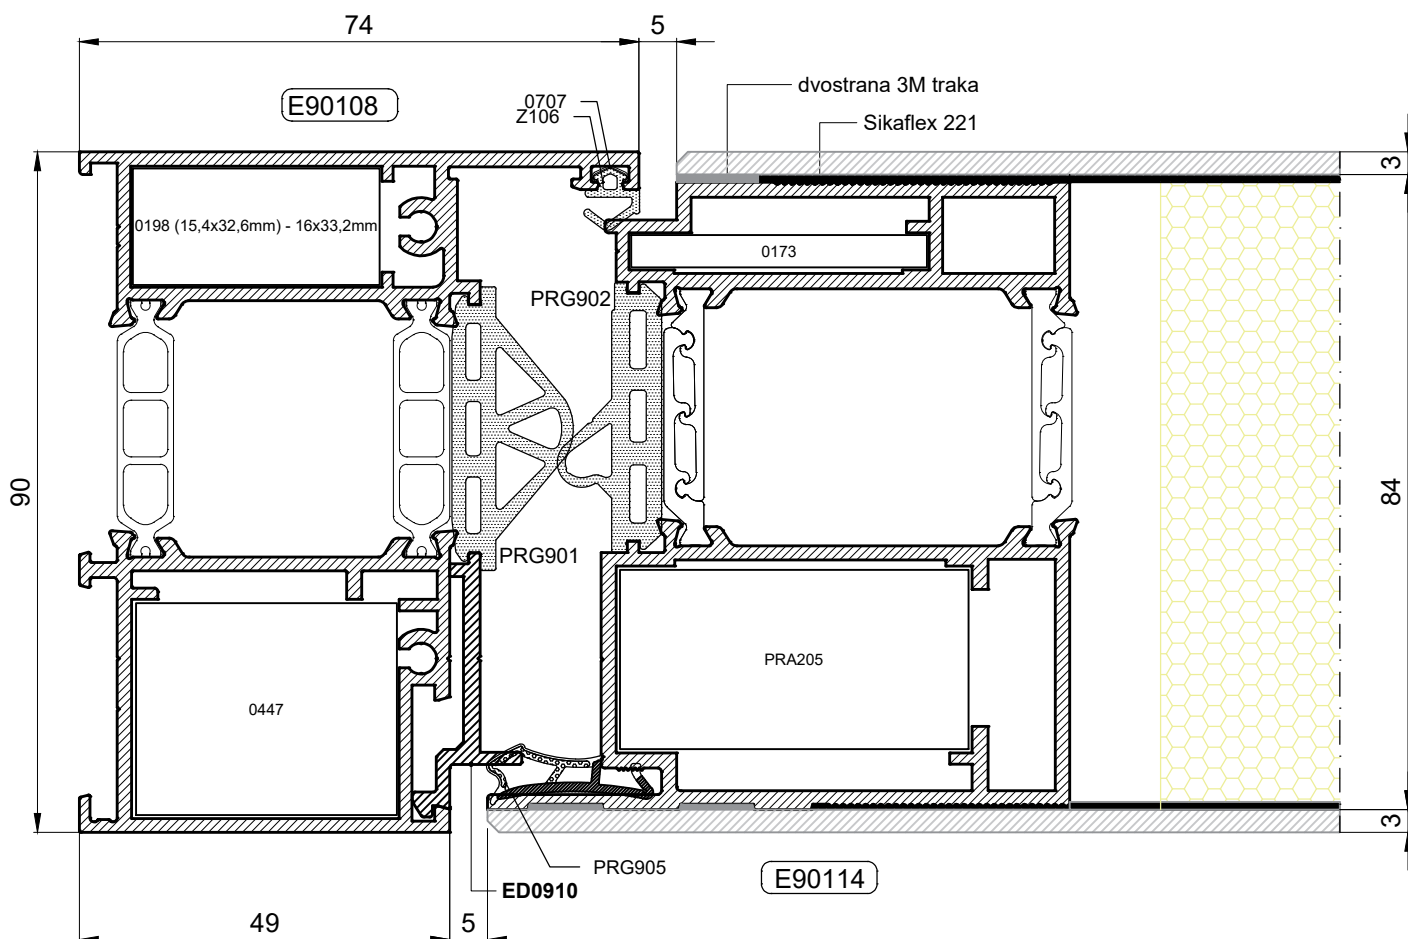 74
5
E90108
0707
Z106
dvostrana 3M traka
Sikaflex 221
3
0198 (15,4x32,6mm) - 16x33,2mm
0173
PRG902
90
84
PRG901
PRA205
0447
3
PRG905
ED0910
E90114
49
5